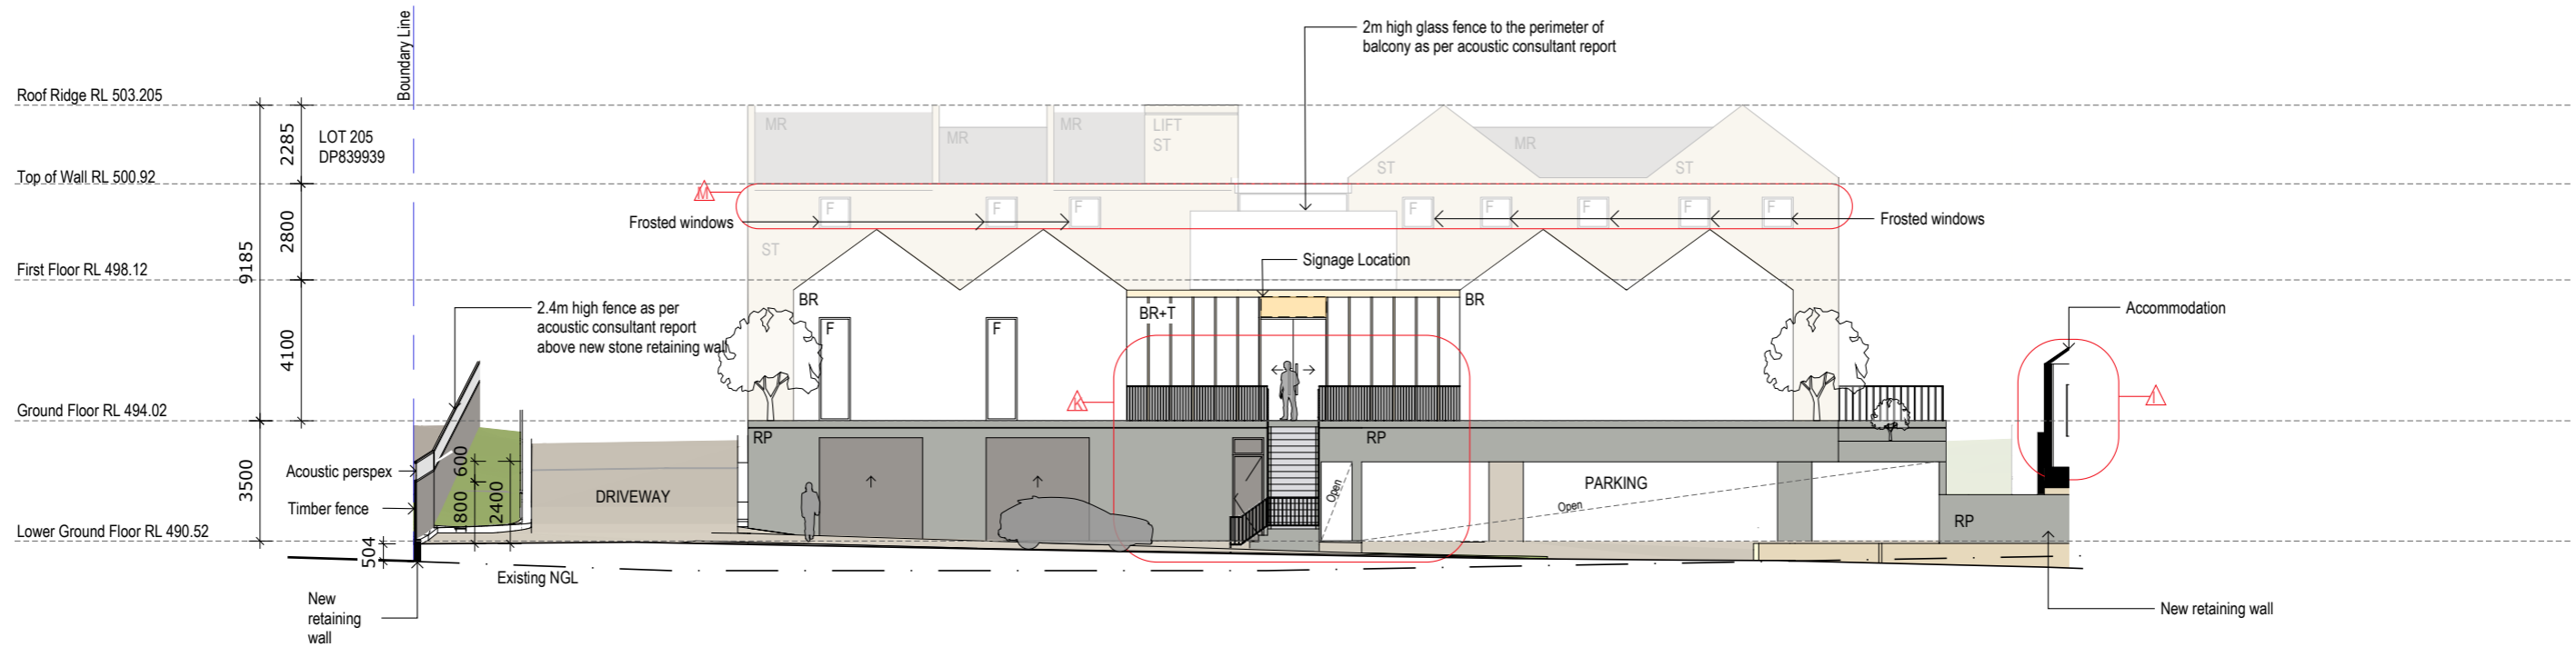 Boundary Line
2m high glass fence to the perimeter of
balcony as per acoustic consultant report
Roof Ridge RL 503.205
LOT 205
DP839939
2285
MR
MR
MR
LIFT
ST
MR
ST
ST
Top of Wall RL 500.92
M
Frosted windows
F
F
F
F
F
F
F
F
Frosted windows
2800
9185
ST
Signage Location
First Floor RL 498.12
2.4m high fence as per
acoustic consultant report
above new stone retaining wall
BR
BR+T
BR
Accommodation
4100
F
F
K
I
Ground Floor RL 494.02
RP
RP
Acoustic perspex
600
3500
1800
2400
DRIVEWAY
PARKING
Open
Open
Timber fence
RP
Lower Ground Floor RL 490.52
504
Existing NGL
New
retaining
wall
New retaining wall